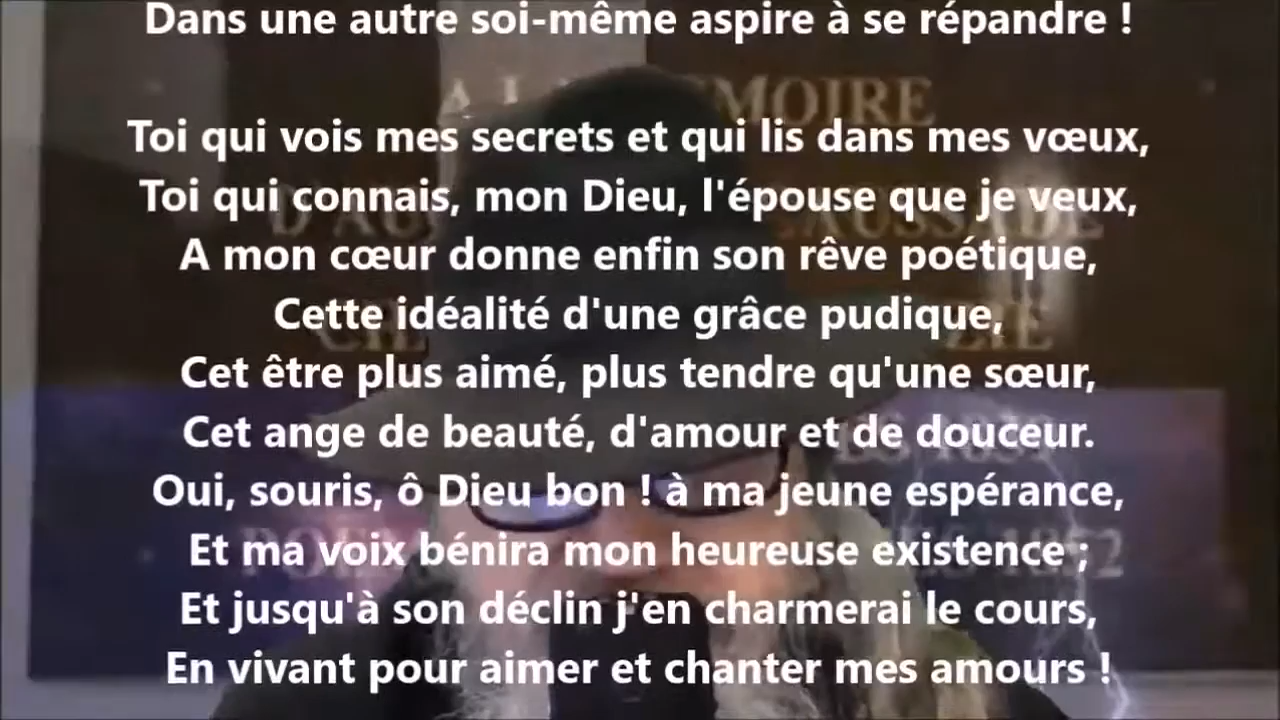 Dans une autre soi-même aspire à se répandre !
Toi qui vois mes secrets et qui lis dans mes vœux,
Toi qui connais, mon Dieu, l'épouse que je veux,
A mon cœur donne enfin son rêve poétique,
Cette idéalité d'une grâce pudique,
Cet être plus aimé, plus tendre qu'une sœur,
Cet ange de beauté, d'amour et de douceur.
Oui, souris, ô Dieu bon ! à ma jeune espérance,
Et ma voix bénira mon heureuse existence ;
Et jusqu'à son déclin j'en charmerai le cours,
En vivant pour aimer et chanter mes amours !